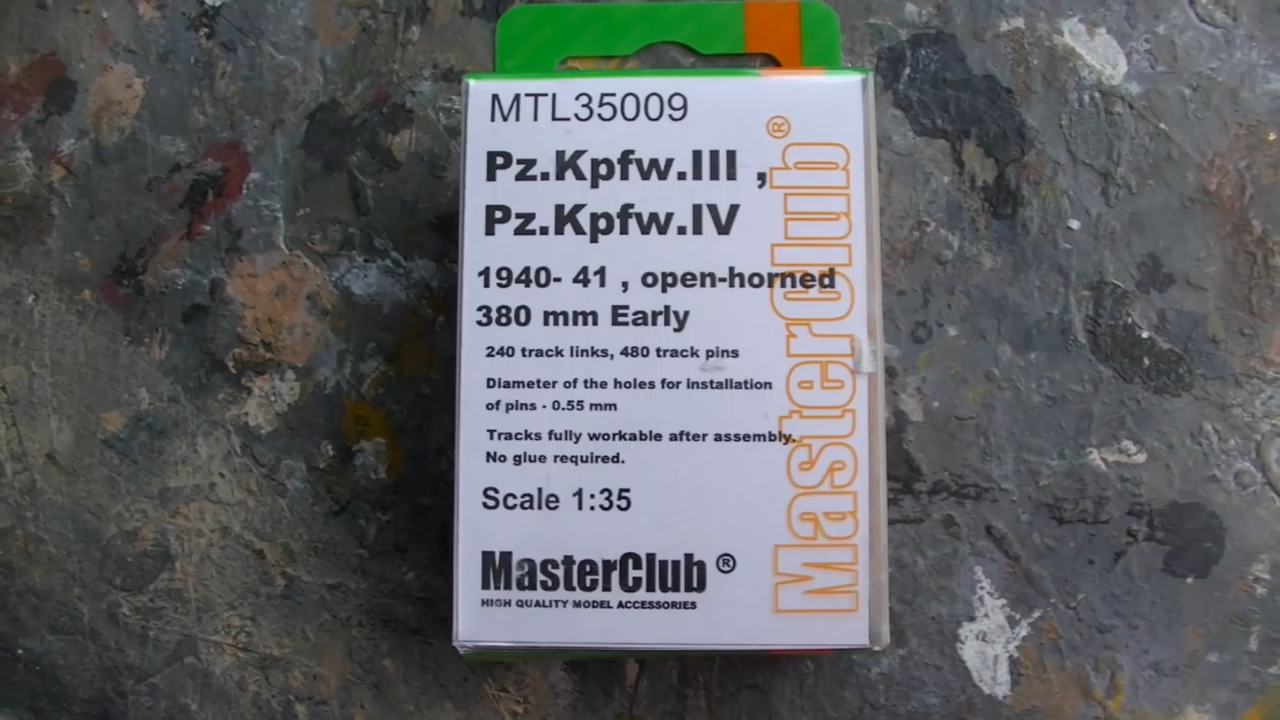 MTL35009
Pz.Kpfw.III ,
Pz.Kpfw.IV
1940- 41 , open-horned
380 mm Early
240 track links, 480 track pins
Diameter of the holes for installation
of pins - 0.55 mm
Tracks fully workable after assembly.
No glue required.
Scale 1:35
MasterClub ®
HIGH QUALITY MODEL ACCESSORIES
MasterClub®